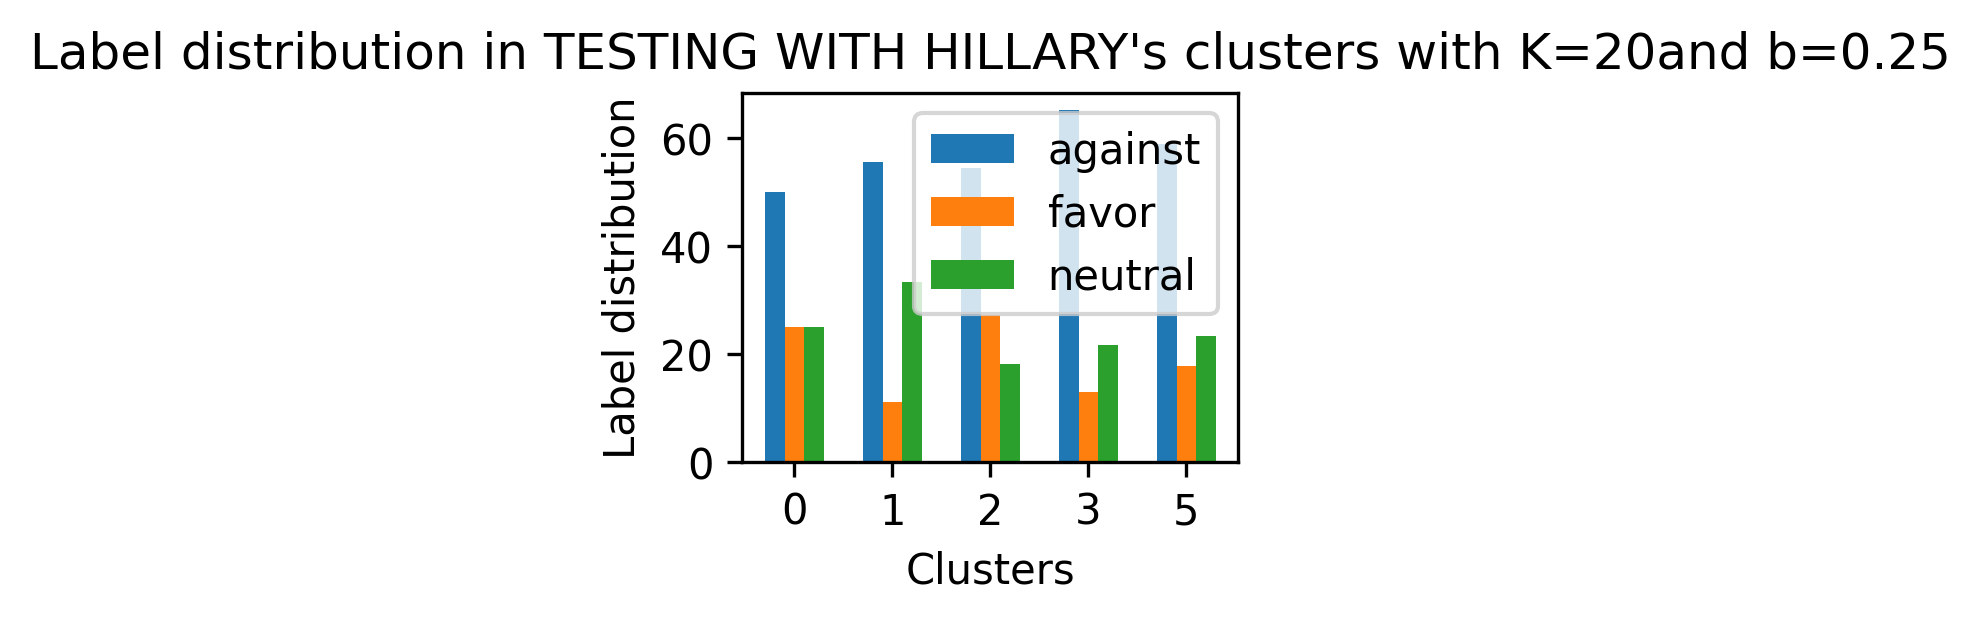 Label distribution in TESTING WITH HILLARY's clusters with K=20and b=0.25
Label distribution
60
40
20
0
against
favor
neutral
0 1 2 3 5
Clusters